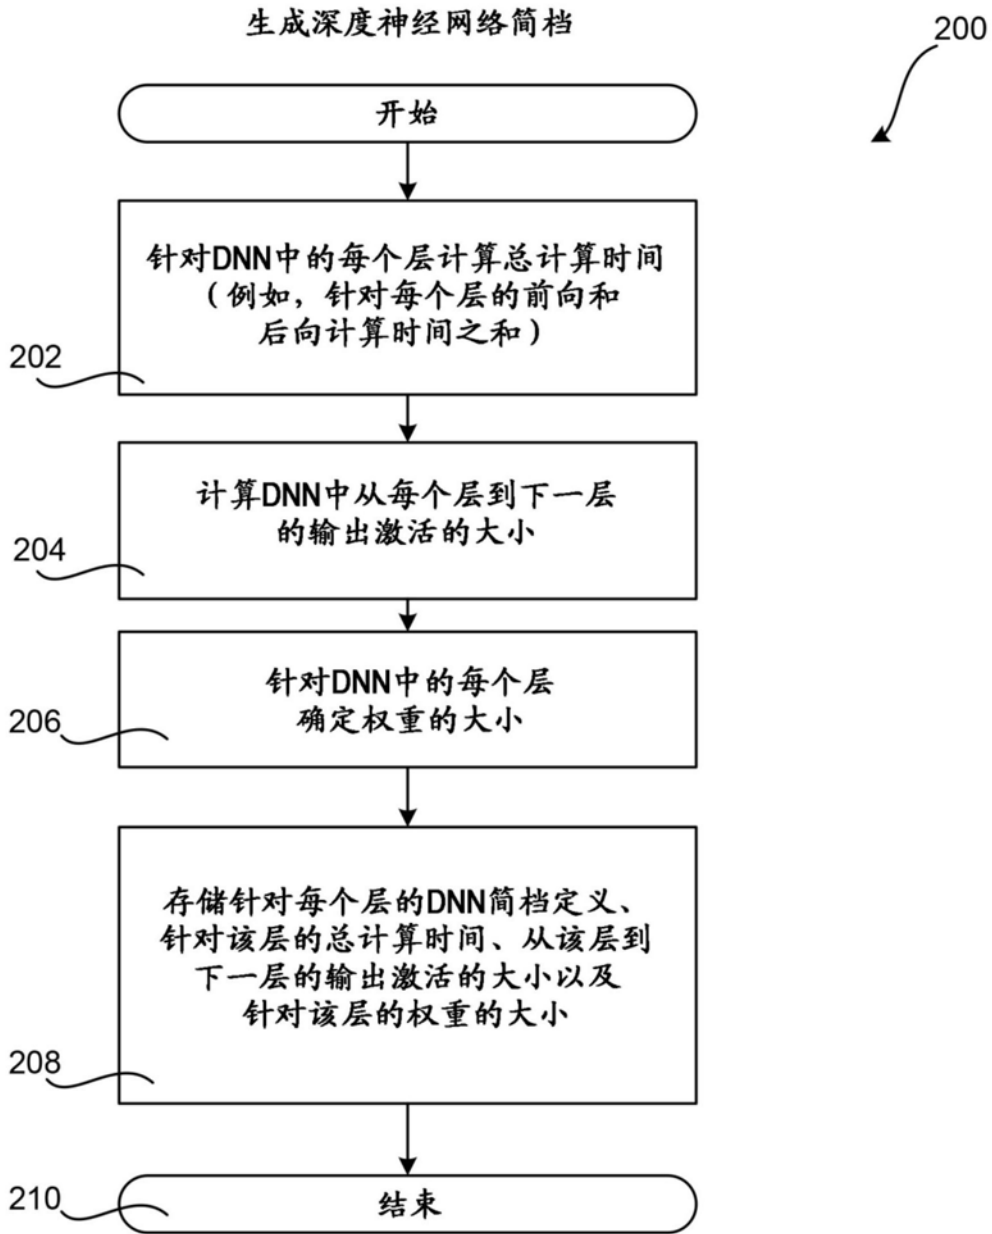 生成深度神经网络简档
200
开始
针对DNN中的每个层计算总计算时间
（例如，针对每个层的前向和
后向计算时间之和）
202
计算DNN中从每个层到下一层
的输出激活的大小
204
针对DNN中的每个层
确定权重的大小
206
存储针对每个层的DNN简档定义、
针对该层的总计算时间、从该层到
下一层的输出激活的大小以及
针对该层的权重的大小
208
结束
210